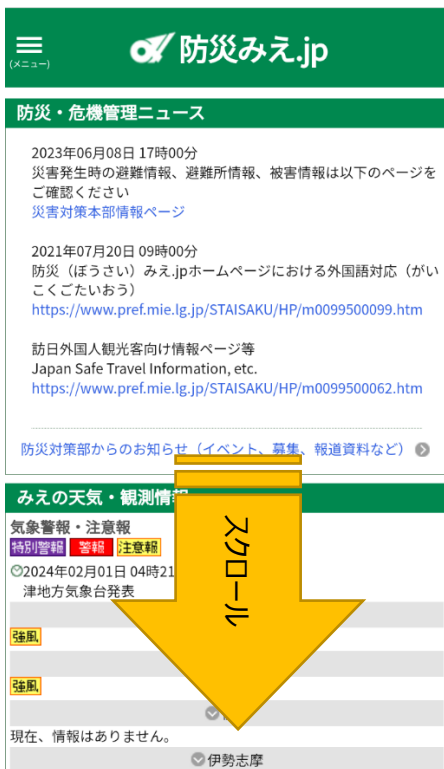 (メニュー)
防災みえ.jp
防災・危機管理ニュース
2023年06月08日 17時00分
災害発生時の避難情報、避難所情報、被害情報は以下のページを
ご確認ください
災害対策本部情報ページ
2021年07月20日 09時00分
防災（ぼうさい）みえ.jpホームページにおける外国語対応（がい
こくごたいおう）
https://www.pref.mie.lg.jp/STAISAKU/HP/m0099500099.htm
訪日外国人観光客向け情報ページ等
Japan Safe Travel Information, etc.
https://www.pref.mie.lg.jp/STAISAKU/HP/m0099500062.htm
防災対策部からのお知らせ（イベント、募集、報道資料など）
みえの天気・観測情報
気象警報・注意報
特別警報 警報 注意報
2024年02月01日 04時21
津地方気象台発表
スクロール
強風
強風
現在、情報はありません。
伊勢志摩